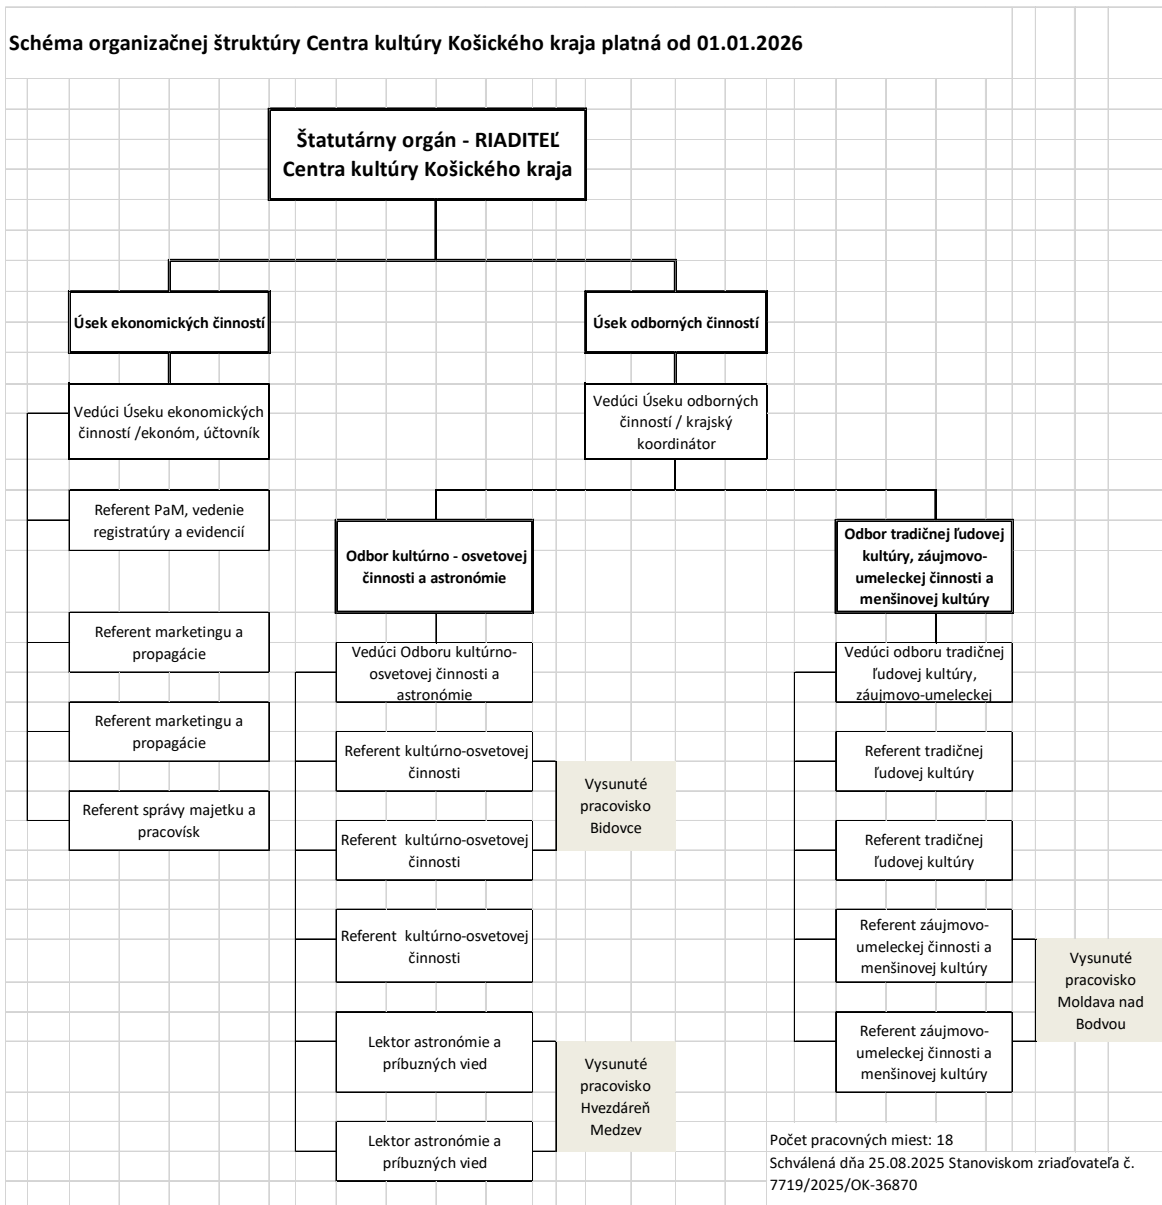 Schéma organizačnej štruktúry Centra kultúry Košického kraja platná od 01.01.2026
Štatutárny orgán - RIADITEĽ
Centra kultúry Košického kraja
Úsek ekonomických činností
Úsek odborných činností
Vedúci Úseku ekonomických
činností /ekonóm, účtovník
Vedúci Úseku odborných
činností / krajský
koordinátor
Referent PaM, vedenie
registratúry a evidencií
Referent marketingu a
propagácie
Referent marketingu a
propagácie
Referent správy majetku a
pracovísk
Odbor kultúrno - osvetovej
činnosti a astronómie
Vedúci Odboru kultúrno-
osvetovej činnosti a
astronómie
Referent kultúrno-osvetovej
činnosti
Referent  kultúrno-osvetovej
činnosti
Vysunuté
pracovisko
Bidovce
Referent  kultúrno-osvetovej
činnosti
Lektor astronómie a
príbuzných vied
Lektor astronómie a
príbuzných vied
Vysunuté
pracovisko
Hvezdáreň
Medzev
Odbor tradičnej ľudovej
kultúry, záujmovo-
umeleckej činnosti a
menšinovej kultúry
Vedúci odboru tradičnej
ľudovej kultúry,
záujmovo-umeleckej
Referent tradičnej
ľudovej kultúry
Referent tradičnej
ľudovej kultúry
Referent záujmovo-
umeleckej činnosti a
menšinovej kultúry
Referent záujmovo-
umeleckej činnosti a
menšinovej kultúry
Vysunuté
pracovisko
Moldava nad
Bodvou
Počet pracovných miest: 18
Schválená dňa 25.08.2025 Stanoviskom zriaďovateľa č.
7719/2025/OK-36870